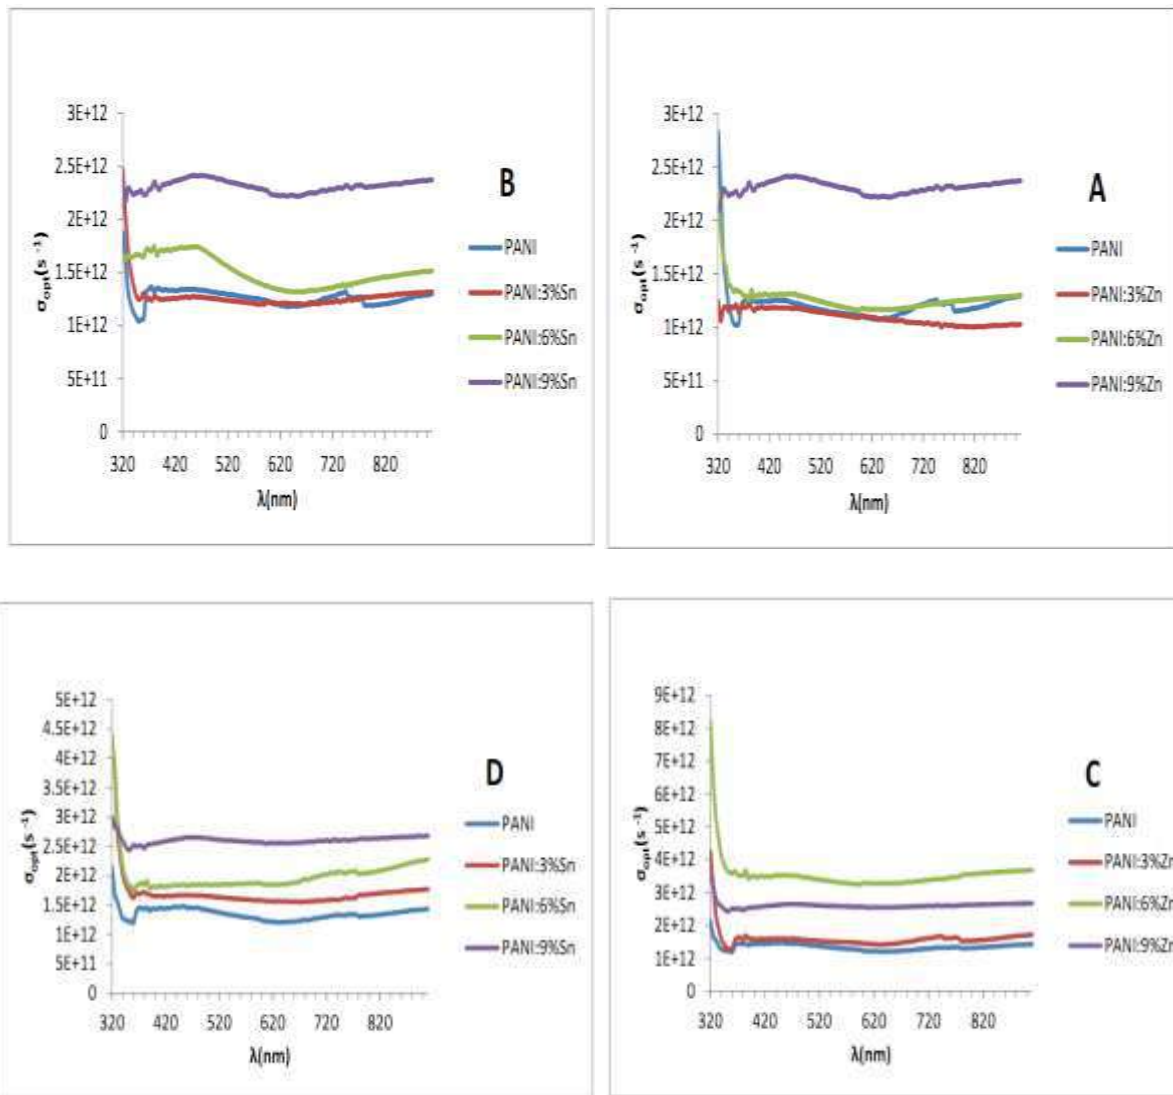 3E+12
2.5E+12
2E+12
1.5E+12
1E+12
5E+11
0
320 420 520 620 720 820
σopt(s⁻¹)
λ(nm)
B
PANI
PANI:3%Sn
PANI:6%Sn
PANI:9%Sn
3E+12
2.5E+12
2E+12
1.5E+12
1E+12
5E+11
0
320 420 520 620 720 820
σopt(s⁻¹)
λ(nm)
A
PANI
PANI:3%Zn
PANI:6%Zn
PANI:9%Zn
5E+12
4.5E+12
4E+12
3.5E+12
3E+12
2.5E+12
2E+12
1.5E+12
1E+12
5E+11
0
320 420 520 620 720 820
σopt(s⁻¹)
λ(nm)
D
PANI
PANI:3%Sn
PANI:6%Sn
PANI:9%Sn
9E+12
8E+12
7E+12
6E+12
5E+12
4E+12
3E+12
2E+12
1E+12
0
320 420 520 620 720 820
σopt(s⁻¹)
λ(nm)
C
PANI
PANI:3%Zn
PANI:6%Zn
PANI:9%Zn